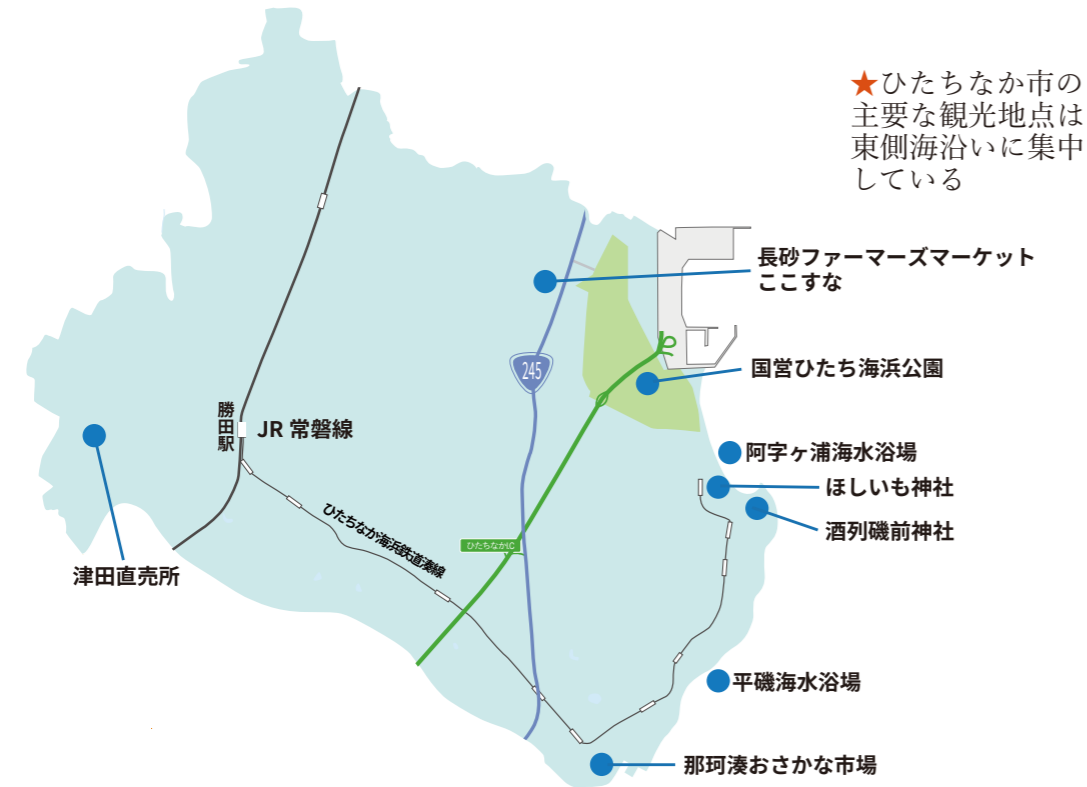 ★ひたちなか市の
主要な観光地点は
東側海沿いに集中
している
長砂ファーマーズマーケット
ここすな
245
国営ひたち海浜公園
勝田駅
JR 常磐線
阿字ヶ浦海水浴場
ほしいも神社
酒列磯前神社
ひたちなか海浜鉄道湊線
ひたちなかIC
津田直売所
平磯海水浴場
那珂湊おさかな市場